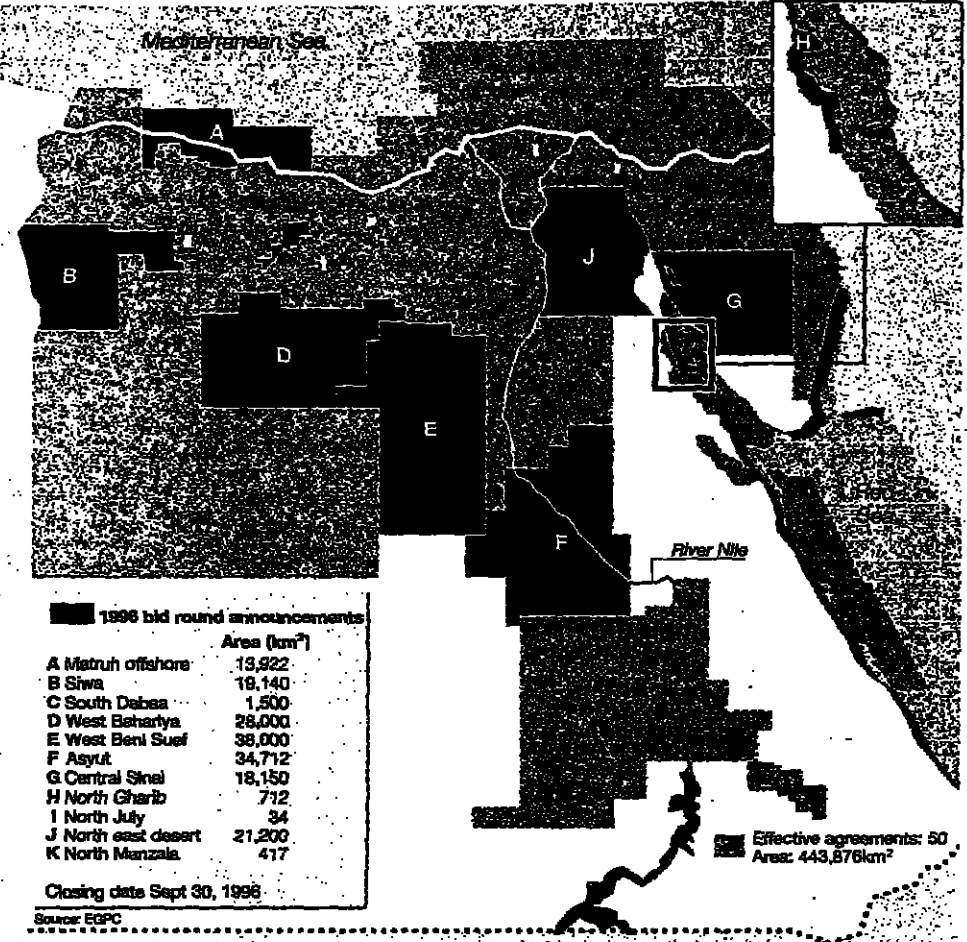 Mediterranean Sea
H
A
B
J
G
D
E
F
River Nile
1996 bid round announcements
Area (km²)
A Matruh offshore 13,922
B Siwa 19,140
C South Dabaa 1,500
D West Bahariya 28,000
E West Beni Suef 38,000
F Asyut 34,712
G Central Sinai 18,150
H North Gharib 712
I North July 34
J North east desert 21,200
K North Manzala 417
Closing date Sept 30, 1996
Source: EGPC
Effective agreements: 50
Area: 443,876km²